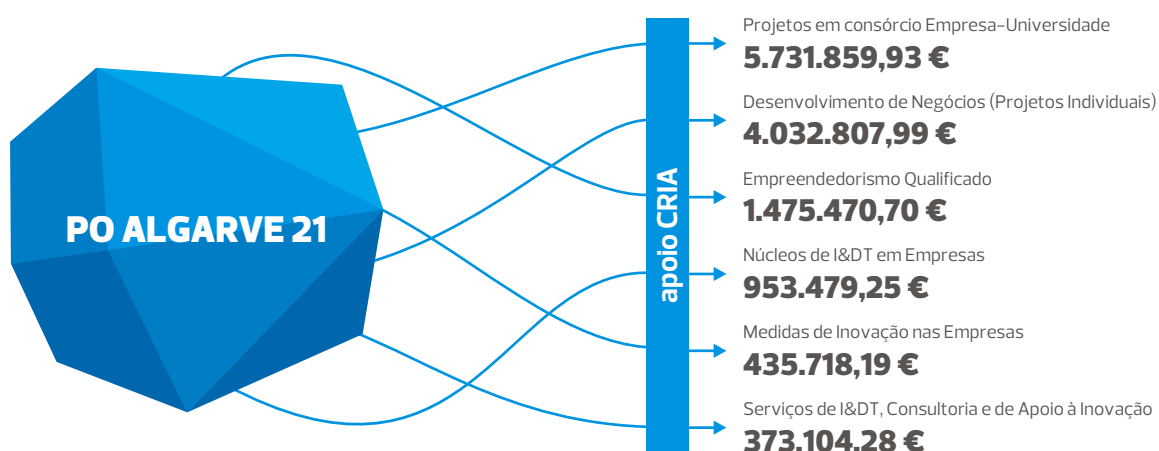 PO ALGARVE 21
apoio CRIA
Projetos em consórcio Empresa-Universidade
5.731.859,93 €
Desenvolvimento de Negócios (Projetos Individuais)
4.032.807,99 €
Empreendedorismo Qualificado
1.475.470,70 €
Núcleos de I&DT em Empresas
953.479,25 €
Medidas de Inovação nas Empresas
435.718,19 €
Serviços de I&DT, Consultoria e de Apoio à Inovação
373.104,28 €